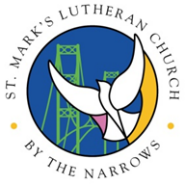 ST. MARK'S LUTHERAN CHURCH
BY THE NARROWS